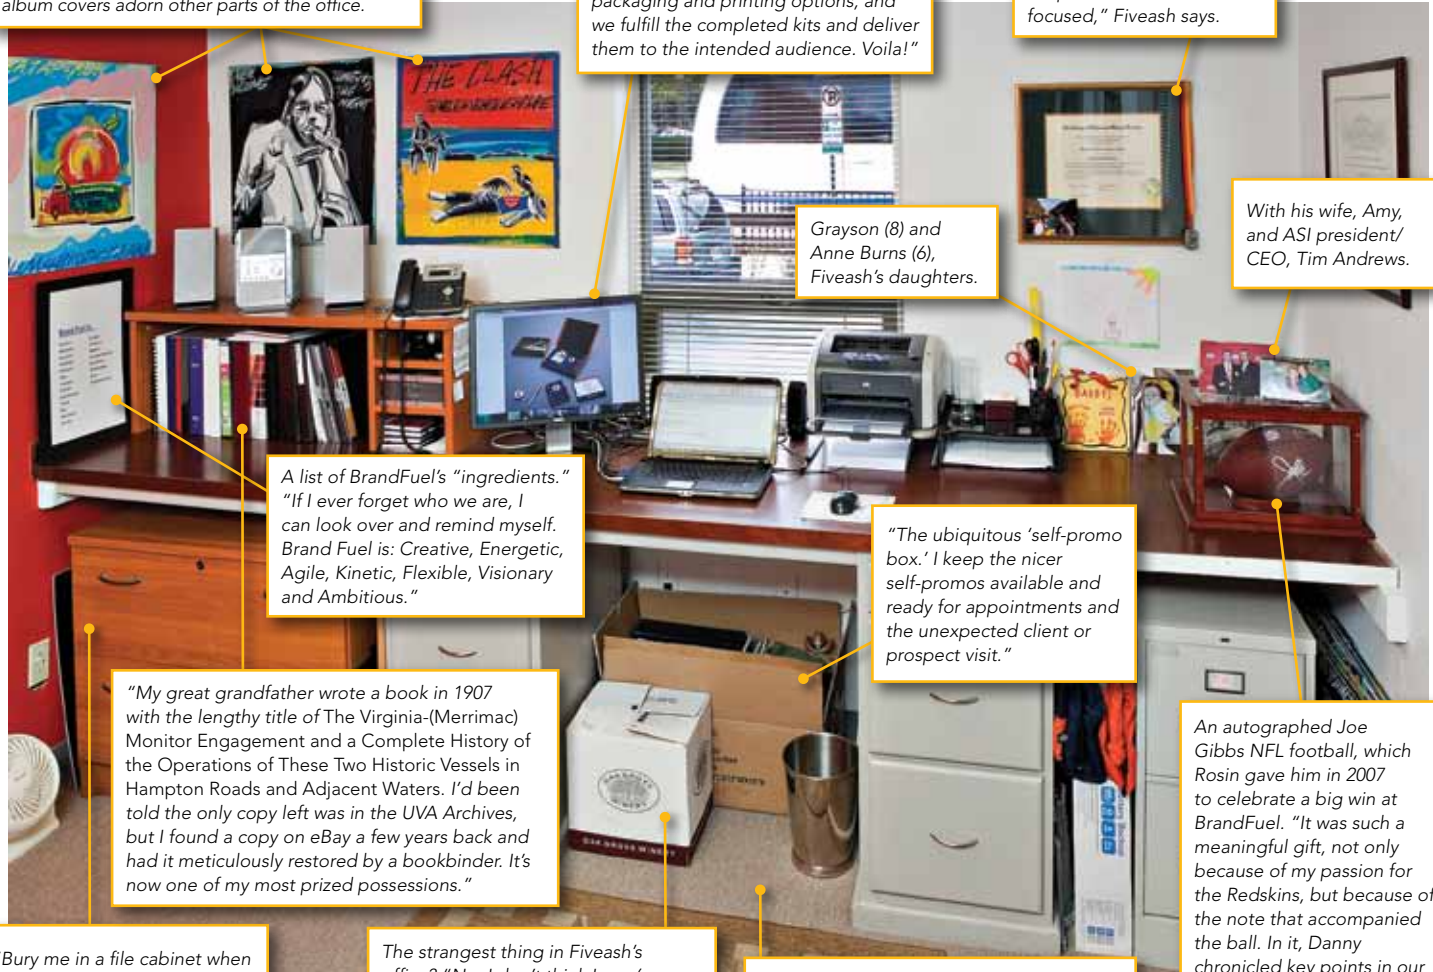 album covers adorn other parts of the office.
packaging and printing options, and
we fulfill the completed kits and deliver
them to the intended audience. Voila!”
focused,” Fiveash says.
THE CLASH
With his wife, Amy,
and ASI president/
CEO, Tim Andrews.
Grayson (8) and
Anne Burns (6),
Fiveash’s daughters.
A list of BrandFuel’s “ingredients.”
“If I ever forget who we are, I
can look over and remind myself.
Brand Fuel is: Creative, Energetic,
Agile, Kinetic, Flexible, Visionary
and Ambitious.”
“The ubiquitous ‘self-promo
box.’ I keep the nicer
self-promos available and
ready for appointments and
the unexpected client or
prospect visit.”
“My great grandfather wrote a book in 1907
with the lengthy title of The Virginia-(Merrimac)
Monitor Engagement and a Complete History of
the Operations of These Two Historic Vessels in
Hampton Roads and Adjacent Waters. I’d been
told the only copy left was in the UVA Archives,
but I found a copy on eBay a few years back and
had it meticulously restored by a bookbinder. It’s
now one of my most prized possessions.”
An autographed Joe
Gibbs NFL football, which
Rosin gave him in 2007
to celebrate a big win at
BrandFuel. “It was such a
meaningful gift, not only
because of my passion for
the Redskins, but because of
the note that accompanied
the ball. In it, Danny
chronicled key points in our
Bury me in a file cabinet when
The strangest thing in Fiveash’s